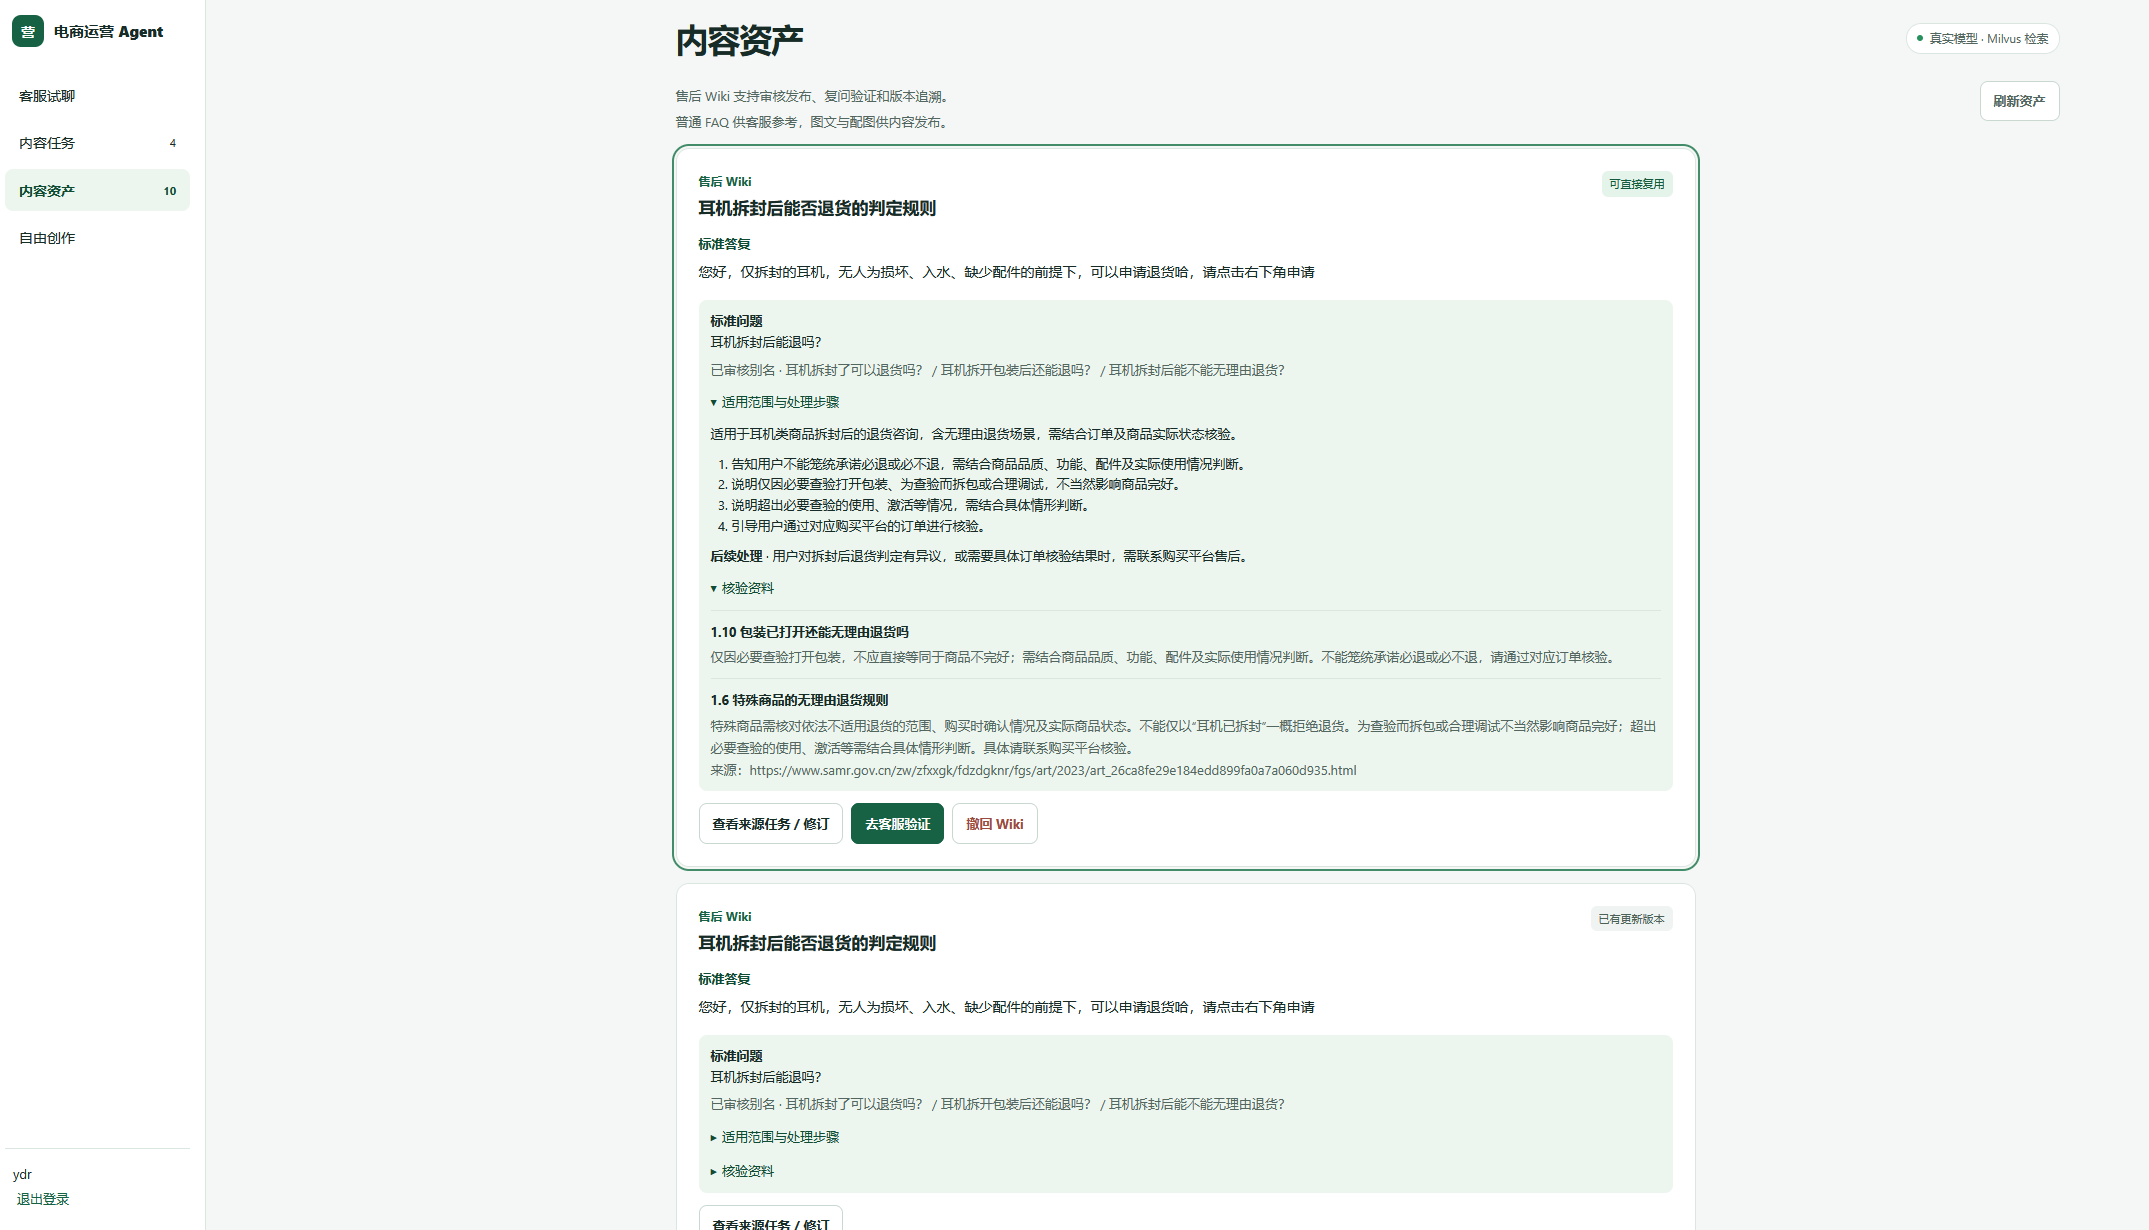 营 电商运营 Agent
客服试聊
内容任务 4
内容资产 10
自由创作
ydr
退出登录
内容资产
真实模型 · Milvus 检索
售后 Wiki 支持审核发布、复问验证和版本追溯。
普通 FAQ 供客服参考，图文与配图供内容发布。
刷新资产
售后 Wiki
可直接复用
耳机拆封后能否退货的判定规则
标准答复
您好，仅拆封的耳机，无人为损坏、入水、缺少配件的前提下，可以申请退货哈，请点击右下角申请
标准问题
耳机拆封后能退吗？
已审核别名 · 耳机拆封了可以退货吗？ / 耳机拆开包装后还能退吗？ / 耳机拆封后能不能无理由退货？
▾ 适用范围与处理步骤
适用于耳机类商品拆封后的退货咨询，含无理由退货场景，需结合订单及商品实际状态核验。
1. 告知用户不能笼统承诺必退或必不退，需结合商品品质、功能、配件及实际使用情况判断。
2. 说明仅因必要查验打开包装、为查验而拆包或合理调试，不当然影响商品完好。
3. 说明超出必要查验的使用、激活等情况，需结合具体情形判断。
4. 引导用户通过对应购买平台的订单进行核验。
后续处理 · 用户对拆封后退货判定有异议，或需要具体订单核验结果时，需联系购买平台售后。
▾ 核验资料
1.10 包装已打开还能无理由退货吗
仅因必要查验打开包装，不应直接等同于商品不完好；需结合商品品质、功能、配件及实际使用情况判断。不能笼统承诺必退或必不退，请通过对应订单核验。
1.6 特殊商品的无理由退货规则
特殊商品需核对依法不适用退货的范围、购买时确认情况及实际商品状态。不能仅以“耳机已拆封”一概拒绝退货。为查验而拆包或合理调试不当然影响商品完好；超出
必要查验的使用、激活等需结合具体情形判断。具体请联系购买平台核验。
来源：https://www.samr.gov.cn/zw/zfxxgk/fdzdgknr/fgs/art/2023/art_26ca8fe29e184edd899fa0a7a060d935.html
查看来源任务 / 修订
去客服验证
撤回 Wiki
售后 Wiki
已有更新版本
耳机拆封后能否退货的判定规则
标准答复
您好，仅拆封的耳机，无人为损坏、入水、缺少配件的前提下，可以申请退货哈，请点击右下角申请
标准问题
耳机拆封后能退吗？
已审核别名 · 耳机拆封了可以退货吗？ / 耳机拆开包装后还能退吗？ / 耳机拆封后能不能无理由退货？
▸ 适用范围与处理步骤
▸ 核验资料
查看来源任务 / 修订